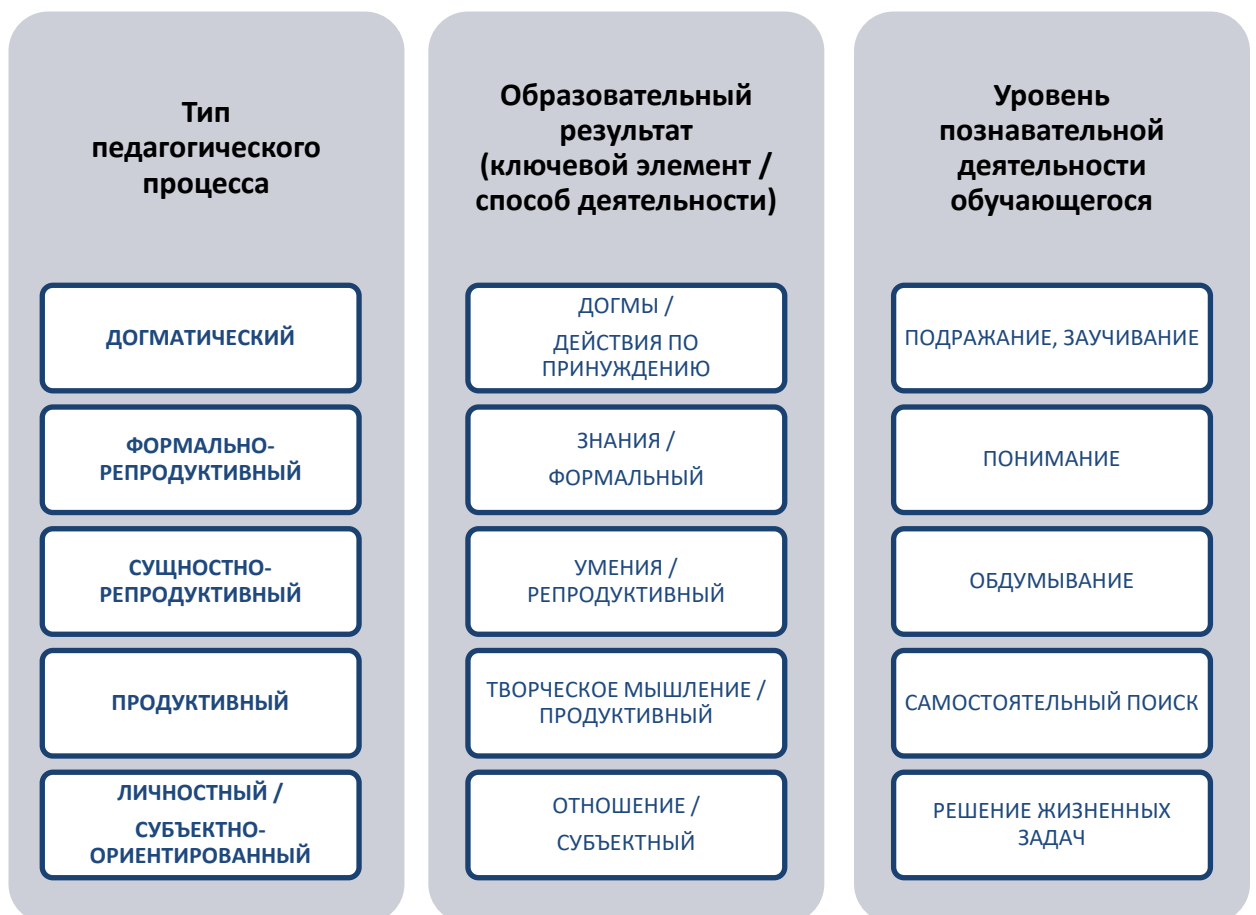 Тип
педагогического
процесса
ДОГМАТИЧЕСКИЙ
ФОРМАЛЬНО-
РЕПРОДУКТИВНЫЙ
СУЩНОСТНО-
РЕПРОДУКТИВНЫЙ
ПРОДУКТИВНЫЙ
ЛИЧНОСТНЫЙ /
СУБЪЕКТНО-
ОРИЕНТИРОВАННЫЙ
Образовательный
результат
(ключевой элемент /
способ деятельности)
ДОГМЫ /
ДЕЙСТВИЯ ПО
ПРИНУЖДЕНИЮ
ЗНАНИЯ /
ФОРМАЛЬНЫЙ
УМЕНИЯ /
РЕПРОДУКТИВНЫЙ
ТВОРЧЕСКОЕ МЫШЛЕНИЕ /
ПРОДУКТИВНЫЙ
ОТНОШЕНИЕ /
СУБЪЕКТНЫЙ
Уровень
познавательной
деятельности
обучающегося
ПОДРАЖАНИЕ, ЗАУЧИВАНИЕ
ПОНИМАНИЕ
ОБДУМЫВАНИЕ
САМОСТОЯТЕЛЬНЫЙ ПОИСК
РЕШЕНИЕ ЖИЗНЕННЫХ
ЗАДАЧ